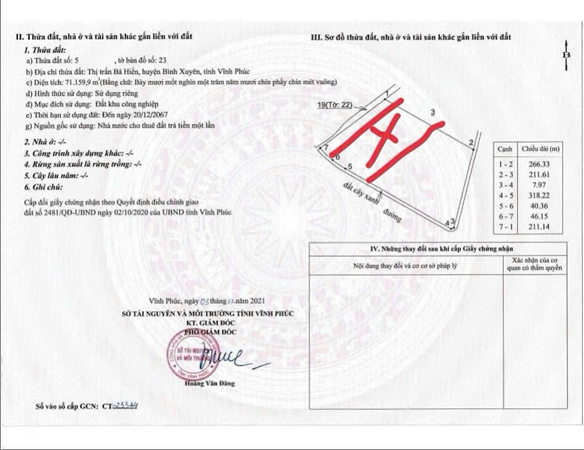 II. Thửa đất, nhà ở và tài sản khác gắn liền với đất
1. Thửa đất:
a) Thửa đất số: 5 , tờ bản đồ số: 23
b) Địa chỉ thửa đất: Thị trấn Bá Hiến, huyện Bình Xuyên, tỉnh Vĩnh Phúc
c) Diện tích: 71.159,9 m² (Bằng chữ: Bảy mươi mốt nghìn một trăm năm mươi chín phẩy chín mét vuông)
d) Hình thức sử dụng: Sử dụng riêng
đ) Mục đích sử dụng: Đất khu công nghiệp
e) Thời hạn sử dụng đất: Đến ngày 20/12/2067
g) Nguồn gốc sử dụng: Nhà nước cho thuê đất trả tiền một lần
2. Nhà ở: -/-
3. Công trình xây dựng khác: -/-
4. Rừng sản xuất là rừng trồng: -/-
5. Cây lâu năm: -/-
6. Ghi chú:
Cấp đổi giấy chứng nhận theo Quyết định điều chỉnh giao
đất số 2481/QĐ-UBND ngày 02/10/2020 của UBND tỉnh Vĩnh Phúc
Vĩnh Phúc, ngày 03 tháng năm 2021
SỞ TÀI NGUYÊN VÀ MÔI TRƯỜNG TỈNH VĨNH PHÚC
KT. GIÁM ĐỐC
PHÓ GIÁM ĐỐC
SỞ TÀI NGUYÊN
VÀ MÔI TRƯỜNG
Hoàng Văn Đăng
Số vào sổ cấp GCN: CT
III. Sơ đồ thửa đất, nhà ở và tài sản khác gắn liền với đất
B
19(Tờ: 22)
1
3
2
7
6
5
4
3
đất cây xanh
đường
Cạnh Chiều dài (m)
1 - 2 266.33
2 - 3 211.61
3 - 4 7.97
4 - 5 318.22
5 - 6 40.36
6 - 7 46.15
7 - 1 211.14
IV. Những thay đổi sau khi cấp Giấy chứng nhận
Nội dung thay đổi và cơ sở pháp lý
Xác nhận của cơ
quan có thẩm quyền